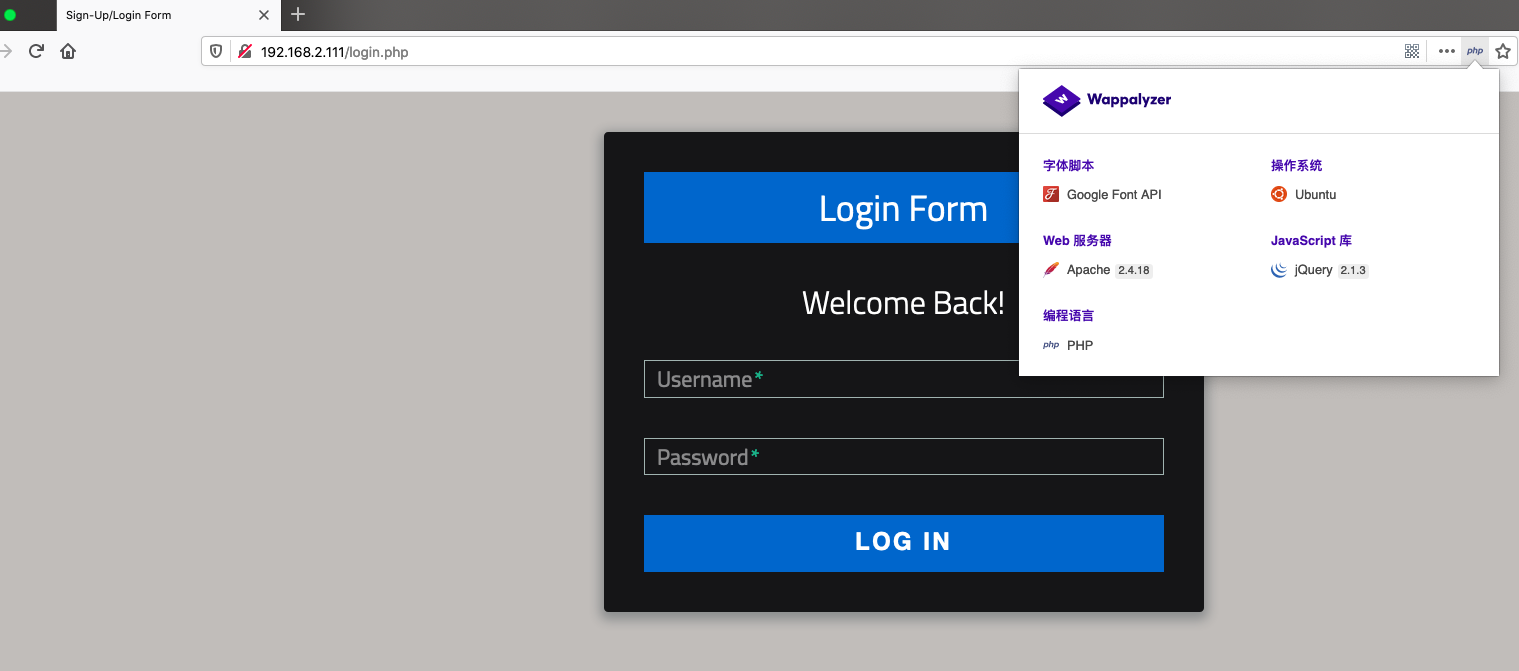 Sign-Up/Login Form
192.168.2.111/login.php
php
W
Wappalyzer
字体脚本
Google Font API
操作系统
Ubuntu
Web 服务器
Apache 2.4.18
JavaScript 库
jQuery 2.1.3
编程语言
php PHP
Login Form
Welcome Back!
Username*
Password*
LOG IN